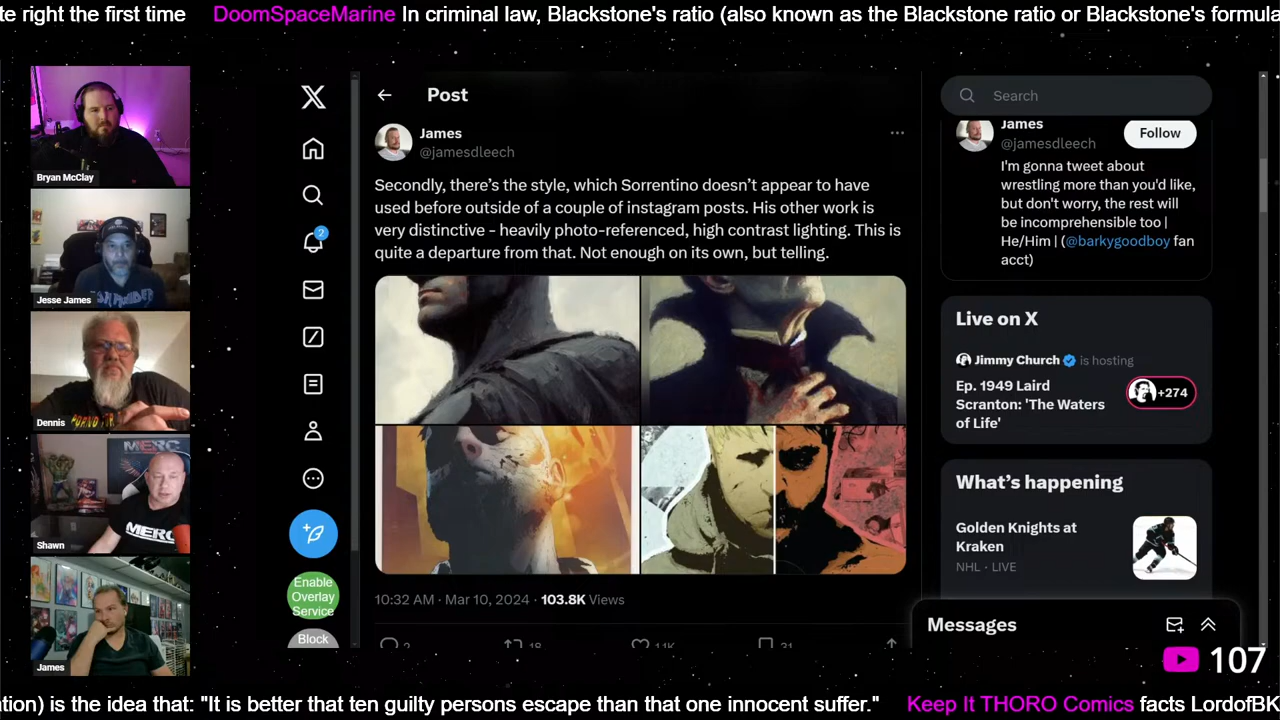 te right the first time DoomSpaceMarine In criminal law, Blackstone's ratio (also known as the Blackstone ratio or Blackstone's formula
Bryan McClay
Jesse James
Dennis
Shawn
MERC
MERC
James
2
Enable
Overlay
Service
Block
Post
James
@jamesdleech
Secondly, there's the style, which Sorrentino doesn't appear to have
used before outside of a couple of instagram posts. His other work is
very distinctive - heavily photo-referenced, high contrast lighting. This is
quite a departure from that. Not enough on its own, but telling.
10:32 AM · Mar 10, 2024 · 103.8K Views
2 18 1.1K 31
Search
James
@jamesdleech
Follow
I'm gonna tweet about
wrestling more than you'd like,
but don't worry, the rest will
be incomprehensible too |
He/Him | (@barkygoodboy fan
acct)
Live on X
Jimmy Church is hosting
Ep. 1949 Laird
Scranton: 'The Waters
of Life'
+274
What's happening
Golden Knights at
Kraken
NHL · LIVE
Messages
107
tion) is the idea that: "It is better that ten guilty persons escape than that one innocent suffer." Keep It THORO Comics facts LordofBK